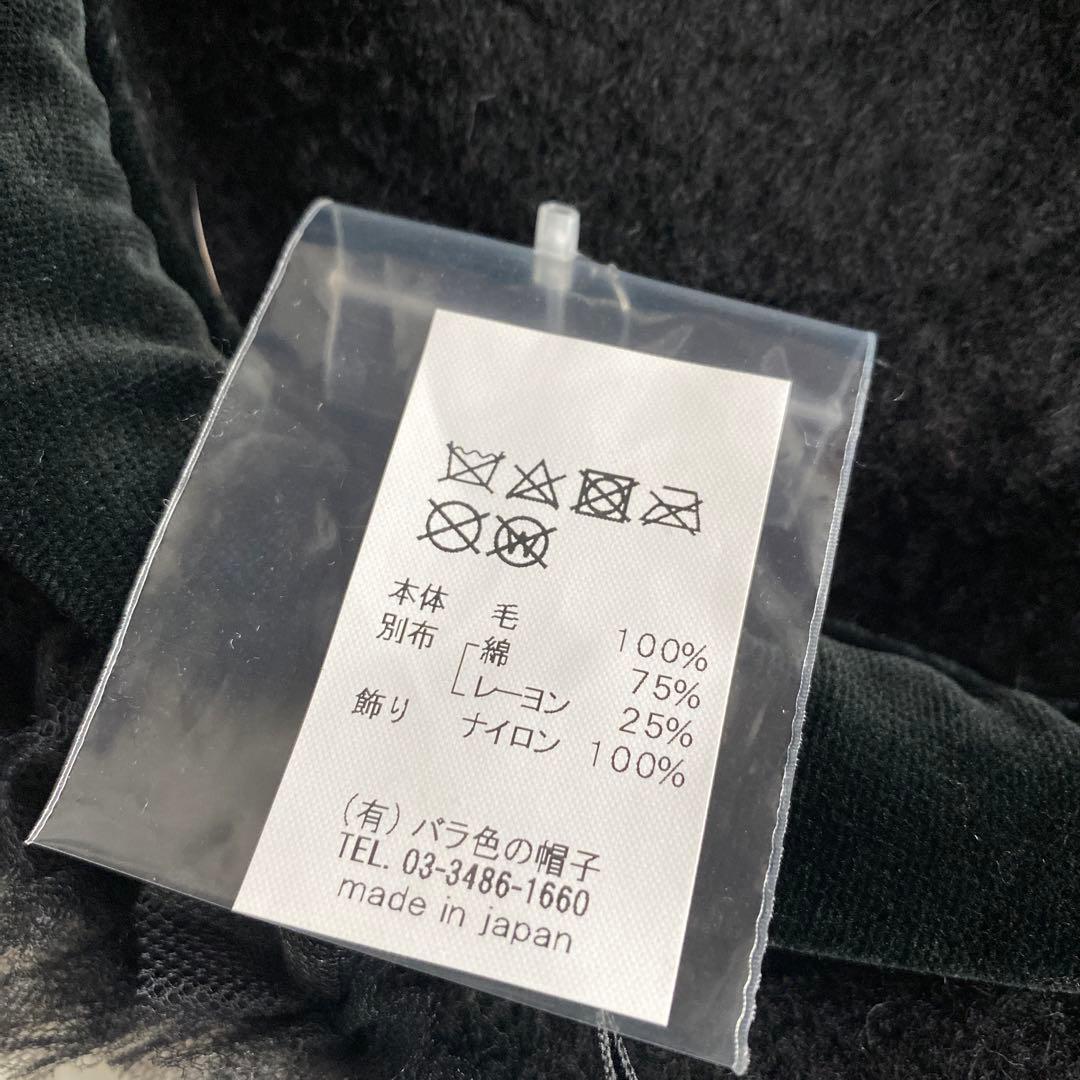 W
本体 毛 100%
別布 綿 75%
レーヨン 25%
飾り ナイロン 100%
(有)バラ色の帽子
TEL. 03-3486-1660
made in japan